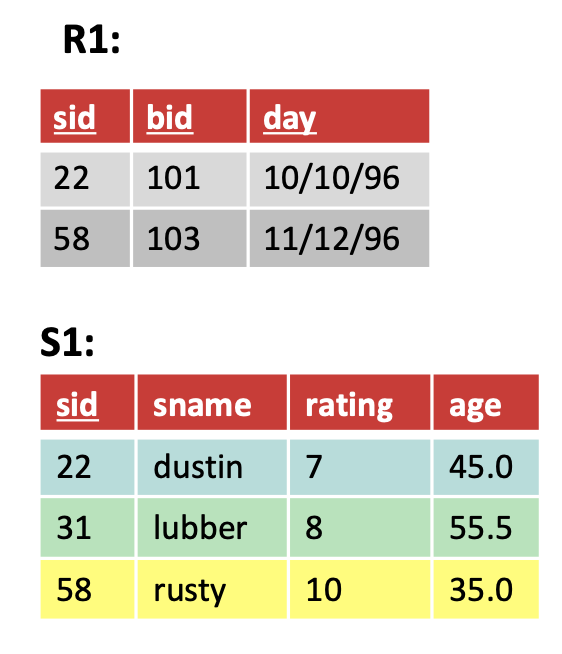 R1:
sid bid day
22 101 10/10/96
58 103 11/12/96
S1:
sid sname rating age
22 dustin 7 45.0
31 lubber 8 55.5
58 rusty 10 35.0